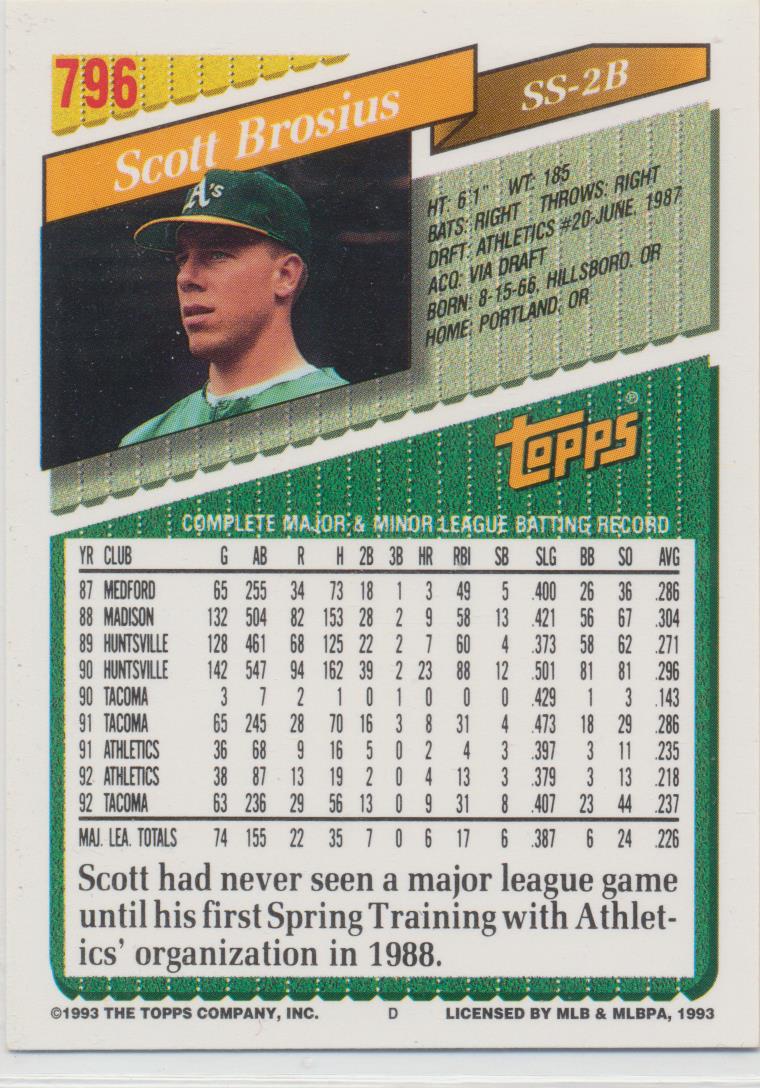 796
Scott Brosius
SS-2B
A's
HT: 6'1" WT: 185
BATS: RIGHT THROWS: RIGHT
DRFT: ATHLETICS #20-JUNE, 1987
ACQ: VIA DRAFT
BORN: 8-15-66, HILLSBORO, OR
HOME: PORTLAND, OR
topps®
COMPLETE MAJOR & MINOR LEAGUE BATTING RECORD
YR CLUB G AB R H 2B 3B HR RBI SB SLG BB SO AVG
87 MEDFORD 65 255 34 73 18 1 3 49 5 .400 26 36 .286
88 MADISON 132 504 82 153 28 2 9 58 13 .421 56 67 .304
89 HUNTSVILLE 128 461 68 125 22 2 7 60 4 .373 58 62 .271
90 HUNTSVILLE 142 547 94 162 39 2 23 88 12 .501 81 81 .296
90 TACOMA 3 7 2 1 0 1 0 0 0 .429 1 3 .143
91 TACOMA 65 245 28 70 16 3 8 31 4 .473 18 29 .286
91 ATHLETICS 36 68 9 16 5 0 2 4 3 .397 3 11 .235
92 ATHLETICS 38 87 13 19 2 0 4 13 3 .379 3 13 .218
92 TACOMA 63 236 29 56 13 0 9 31 8 .407 23 44 .237
MAJ. LEA. TOTALS 74 155 22 35 7 0 6 17 6 .387 6 24 .226
Scott had never seen a major league game
until his first Spring Training with Athlet-
ics' organization in 1988.
©1993 THE TOPPS COMPANY, INC. D LICENSED BY MLB & MLBPA, 1993